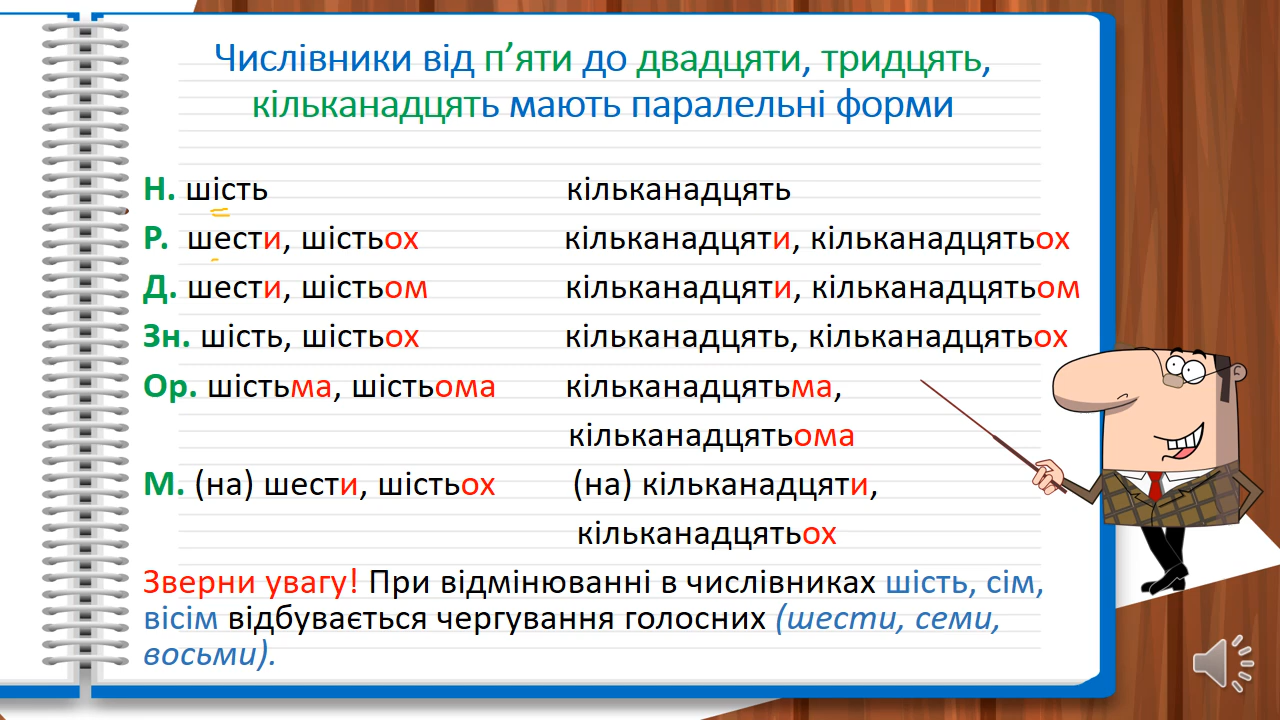 Числівники від п’яти до двадцяти, тридцять,
кільканадцять мають паралельні форми
Н. шість кільканадцять
Р. шести, шістьох кільканадцяти, кільканадцятьох
Д. шести, шістьом кільканадцяти, кільканадцятьом
Зн. шість, шістьох кільканадцять, кільканадцятьох
Ор. шістьма, шістьома кільканадцятьма,
кільканадцятьома
М. (на) шести, шістьох (на) кільканадцяти,
кільканадцятьох
Зверни увагу! При відмінюванні в числівниках шість, сім,
вісім відбувається чергування голосних (шести, семи,
восьми).